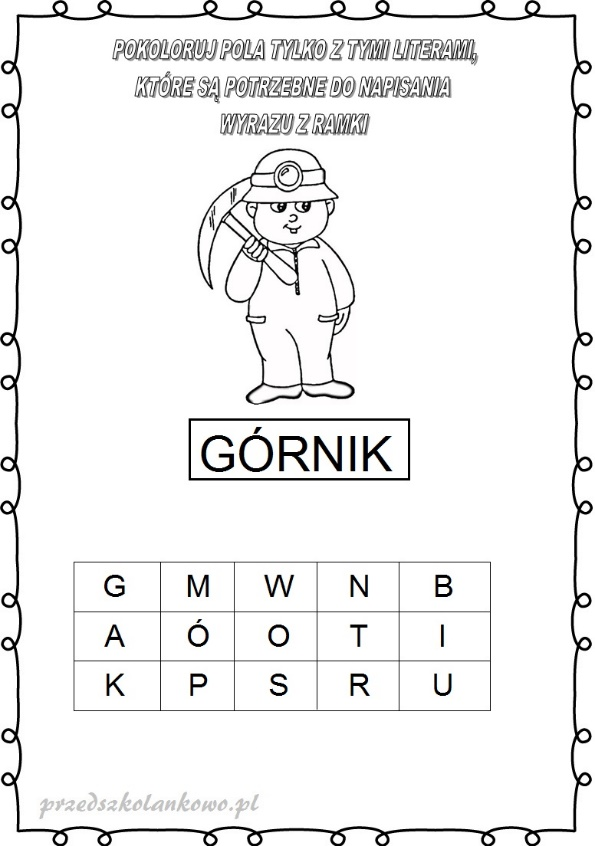 POKOLORUJ POLA TYLKO Z TYMI LITERAMI,
KTÓRE SĄ POTRZEBNE DO NAPISANIA
WYRAZU Z RAMKI
GÓRNIK
G M W N B
A Ó O T I
K P S R U
przedszkolankowo.pl